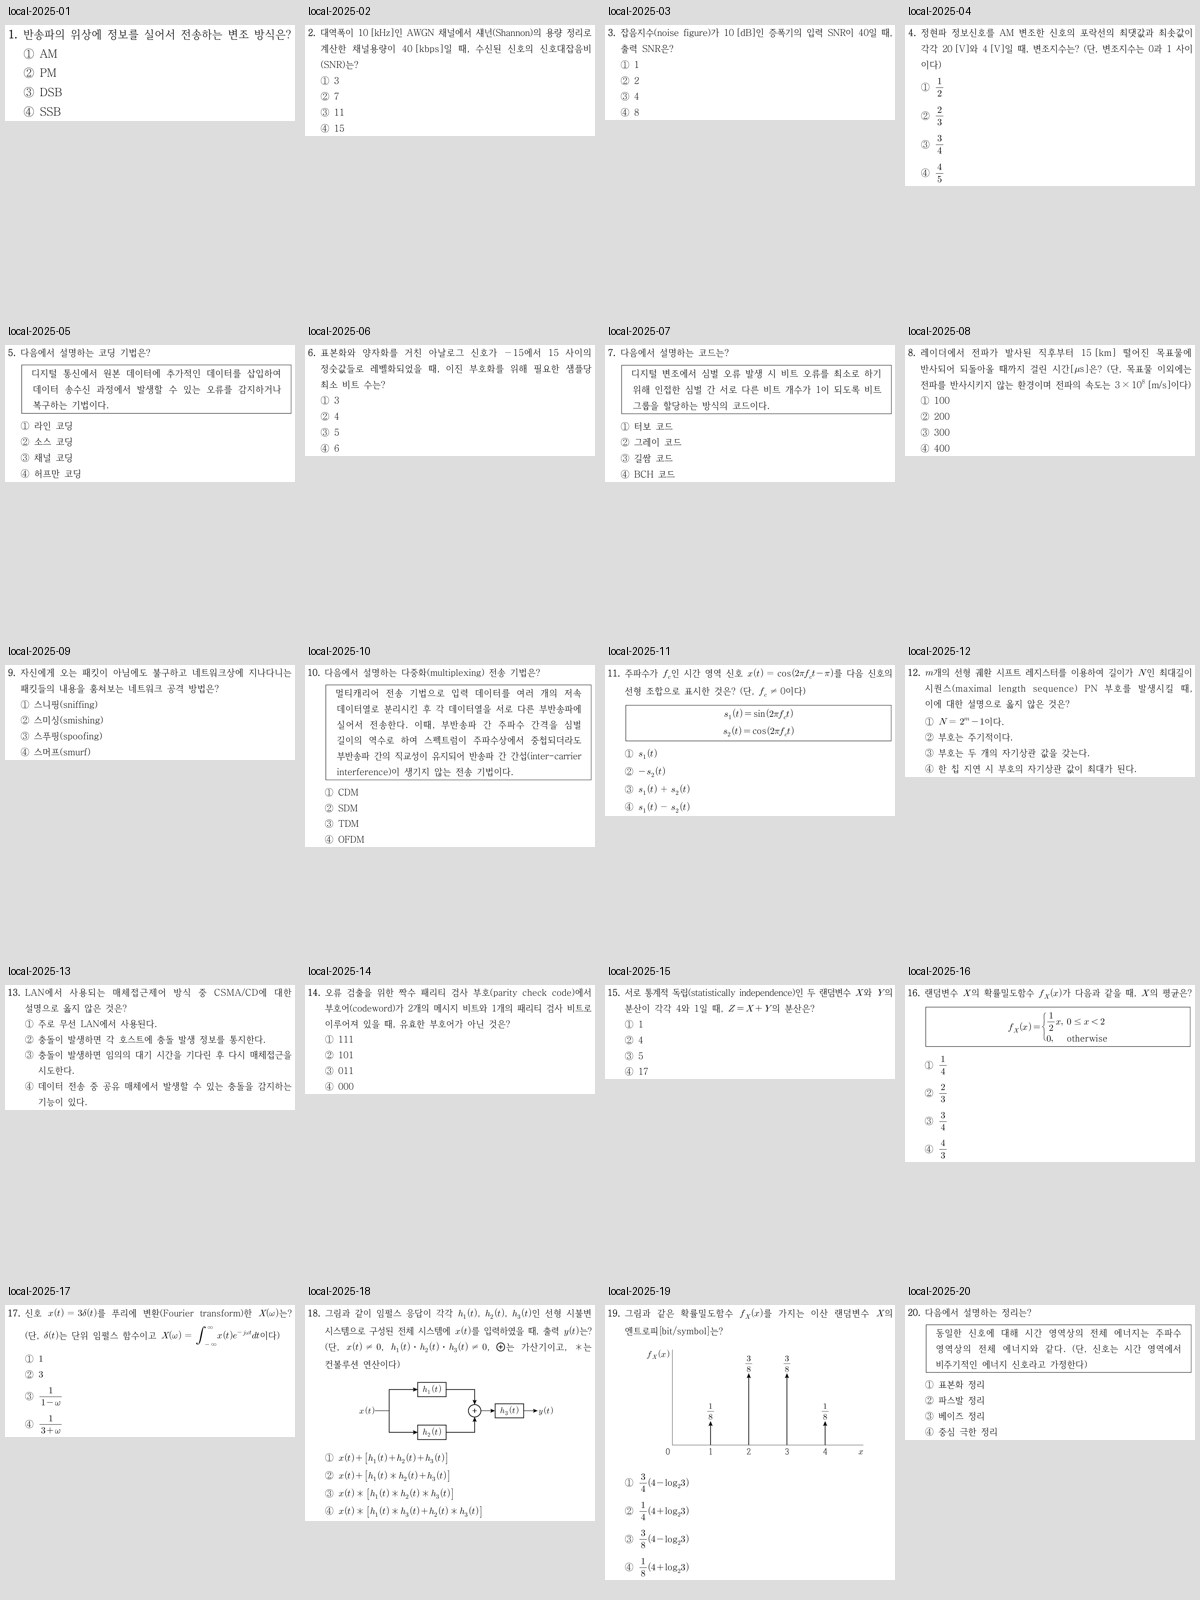 local-2025-01
1. 반송파의 위상에 정보를 실어서 전송하는 변조 방식은?
① AM
② PM
③ DSB
④ SSB
local-2025-02
2. 대역폭이 10 [kHz]인 AWGN 채널에서 섀넌(Shannon)의 용량 정리로
계산한 채널용량이 40 [kbps]일 때, 수신된 신호의 신호대잡음비
(SNR)는?
① 3
② 7
③ 11
④ 15
local-2025-03
3. 잡음지수(noise figure)가 10 [dB]인 증폭기의 입력 SNR이 40일 때,
출력 SNR은?
① 1
② 2
③ 4
④ 8
local-2025-04
4. 정현파 정보신호를 AM 변조한 신호의 포락선의 최댓값과 최솟값이
각각 20 [V]와 4 [V]일 때, 변조지수는? (단, 변조지수는 0과 1 사이
이다)
① 1/2
② 2/3
③ 3/4
④ 4/5
local-2025-05
5. 다음에서 설명하는 코딩 기법은?
디지털 통신에서 원본 데이터에 추가적인 데이터를 삽입하여
데이터 송수신 과정에서 발생할 수 있는 오류를 감지하거나
복구하는 기법이다.
① 라인 코딩
② 소스 코딩
③ 채널 코딩
④ 허프만 코딩
local-2025-06
6. 표본화와 양자화를 거친 아날로그 신호가 −15에서 15 사이의
정숫값들로 레벨화되었을 때, 이진 부호화를 위해 필요한 샘플당
최소 비트 수는?
① 3
② 4
③ 5
④ 6
local-2025-07
7. 다음에서 설명하는 코드는?
디지털 변조에서 심벌 오류 발생 시 비트 오류를 최소로 하기
위해 인접한 심벌 간 서로 다른 비트 개수가 1이 되도록 비트
그룹을 할당하는 방식의 코드이다.
① 터보 코드
② 그레이 코드
③ 길쌈 코드
④ BCH 코드
local-2025-08
8. 레이더에서 전파가 발사된 직후부터 15 [km] 떨어진 목표물에
반사되어 되돌아올 때까지 걸린 시간[μs]은? (단, 목표물 이외에는
전파를 반사시키지 않는 환경이며 전파의 속도는 3×10⁸ [m/s]이다)
① 100
② 200
③ 300
④ 400
local-2025-09
9. 자신에게 오는 패킷이 아님에도 불구하고 네트워크상에 지나다니는
패킷들의 내용을 훔쳐보는 네트워크 공격 방법은?
① 스니핑(sniffing)
② 스미싱(smishing)
③ 스푸핑(spoofing)
④ 스머프(smurf)
local-2025-10
10. 다음에서 설명하는 다중화(multiplexing) 전송 기법은?
멀티캐리어 전송 기법으로 입력 데이터를 여러 개의 저속
데이터열로 분리시킨 후 각 데이터열을 서로 다른 부반송파에
실어서 전송한다. 이때, 부반송파 간 주파수 간격을 심벌
길이의 역수로 하여 스펙트럼이 주파수상에서 중첩되더라도
부반송파 간의 직교성이 유지되어 반송파 간 간섭(inter-carrier
interference)이 생기지 않는 전송 기법이다.
① CDM
② SDM
③ TDM
④ OFDM
local-2025-11
11. 주파수가 f_c인 시간 영역 신호 x(t) = cos(2πf_ct−π)를 다음 신호의
선형 조합으로 표시한 것은? (단, f_c ≠ 0이다)
s₁(t) = sin(2πf_ct)
s₂(t) = cos(2πf_ct)
① s₁(t)
② −s₂(t)
③ s₁(t) + s₂(t)
④ s₁(t) − s₂(t)
local-2025-12
12. m개의 선형 궤환 시프트 레지스터를 이용하여 길이가 N인 최대길이
시퀀스(maximal length sequence) PN 부호를 발생시킬 때,
이에 대한 설명으로 옳지 않은 것은?
① N = 2ᵐ−1이다.
② 부호는 주기적이다.
③ 부호는 두 개의 자기상관 값을 갖는다.
④ 한 칩 지연 시 부호의 자기상관 값이 최대가 된다.
local-2025-13
13. LAN에서 사용되는 매체접근제어 방식 중 CSMA/CD에 대한
설명으로 옳지 않은 것은?
① 주로 무선 LAN에서 사용된다.
② 충돌이 발생하면 각 호스트에 충돌 발생 정보를 통지한다.
③ 충돌이 발생하면 임의의 대기 시간을 기다린 후 다시 매체접근을
시도한다.
④ 데이터 전송 중 공유 매체에서 발생할 수 있는 충돌을 감지하는
기능이 있다.
local-2025-14
14. 오류 검출을 위한 짝수 패리티 검사 부호(parity check code)에서
부호어(codeword)가 2개의 메시지 비트와 1개의 패리티 검사 비트로
이루어져 있을 때, 유효한 부호어가 아닌 것은?
① 111
② 101
③ 011
④ 000
local-2025-15
15. 서로 통계적 독립(statistically independence)인 두 랜덤변수 X와 Y의
분산이 각각 4와 1일 때, Z = X + Y의 분산은?
① 1
② 4
③ 5
④ 17
local-2025-16
16. 랜덤변수 X의 확률밀도함수 f_X(x)가 다음과 같을 때, X의 평균은?
f_X(x) = { 1/2 x, 0 ≤ x < 2
0, otherwise
① 1/4
② 2/3
③ 3/4
④ 4/3
local-2025-17
17. 신호 x(t) = 3δ(t)를 푸리에 변환(Fourier transform)한 X(ω)는?
(단, δ(t)는 단위 임펄스 함수이고 X(ω) = ∫_{−∞}^{∞} x(t)e^{−jωt}dt이다)
① 1
② 3
③ 1/(1−ω)
④ 1/(3+ω)
local-2025-18
18. 그림과 같이 임펄스 응답이 각각 h₁(t), h₂(t), h₃(t)인 선형 시불변
시스템으로 구성된 전체 시스템에 x(t)를 입력하였을 때, 출력 y(t)는?
(단, x(t) ≠ 0, h₁(t)·h₂(t)·h₃(t) ≠ 0, ⊕는 가산기이고, ∗는
컨볼루션 연산이다)
h₁(t)
x(t) + h₃(t) y(t)
h₂(t)
① x(t) + [h₁(t)+h₂(t)+h₃(t)]
② x(t) + [h₁(t)∗h₂(t)+h₃(t)]
③ x(t) ∗ [h₁(t)∗h₂(t)∗h₃(t)]
④ x(t) ∗ [h₁(t)∗h₃(t)+h₂(t)∗h₃(t)]
local-2025-19
19. 그림과 같은 확률밀도함수 f_X(x)를 가지는 이산 랜덤변수 X의
엔트로피[bit/symbol]는?
f_X(x)
3/8 3/8
1/8 1/8
0 1 2 3 4 x
① 3/4(4−log₂3)
② 1/4(4+log₂3)
③ 3/8(4−log₂3)
④ 1/8(4+log₂3)
local-2025-20
20. 다음에서 설명하는 정리는?
동일한 신호에 대해 시간 영역상의 전체 에너지는 주파수
영역상의 전체 에너지와 같다. (단, 신호는 시간 영역에서
비주기적인 에너지 신호라고 가정한다)
① 표본화 정리
② 파스발 정리
③ 베이즈 정리
④ 중심 극한 정리